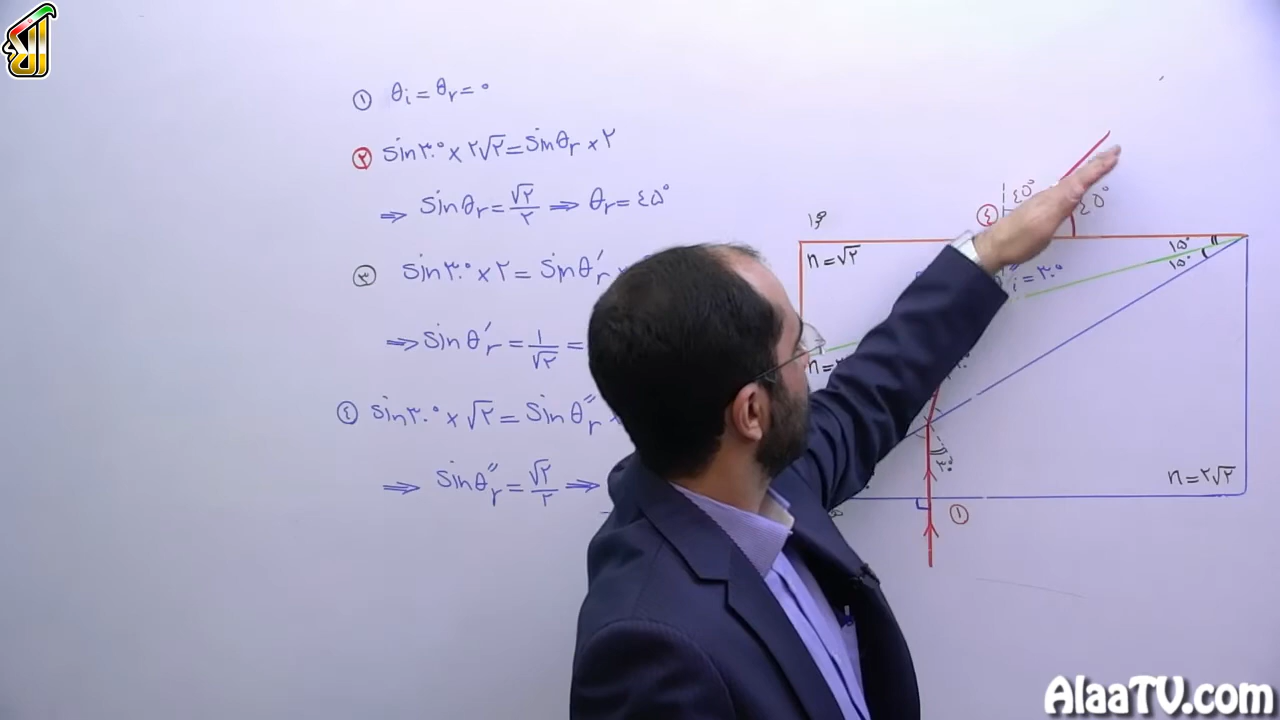 ① θi = θr = ۰
② sin۳۰° × ۲√۲ = sinθr × ۲
⇒ sinθr = √۲/۲ ⇒ θr = ٤۵°
③ sin۳۰° × ۲ = sinθ′r
⇒ sinθ′r = ۱/√۲ =
④ sin۳۰° × √۲ = sinθ″r
⇒ sinθ″r = √۲/۲ ⇒
④ ٤۵°
٤۵°
n = √۲
۱۵°
۱۵°
i = ۳۰°
n =
۳۰°
n = ۲√۲
①
AlaaTV.com